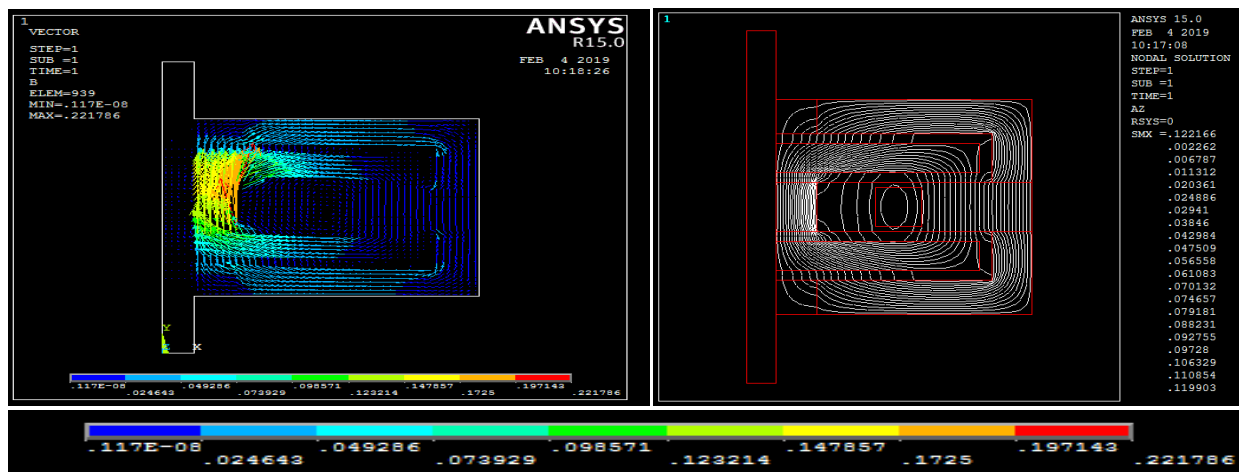 1
VECTOR
STEP=1
SUB =1
TIME=1
B
ELEM=939
MIN=.117E-08
MAX=.221786
ANSYS
R15.0
FEB 4 2019
10:18:26
Y
Z X
.117E-08 .049286 .098571 .147857 .197143
.024643 .073929 .123214 .1725 .221786
1
ANSYS 15.0
FEB 4 2019
10:17:08
NODAL SOLUTION
STEP=1
SUB =1
TIME=1
AZ
RSYS=0
SMX =.122166
.002262
.006787
.011312
.020361
.024886
.02941
.03846
.042984
.047509
.056558
.061083
.070132
.074657
.079181
.088231
.092755
.09728
.106329
.110854
.119903
.117E-08 .049286 .098571 .147857 .197143
.024643 .073929 .123214 .1725 .221786